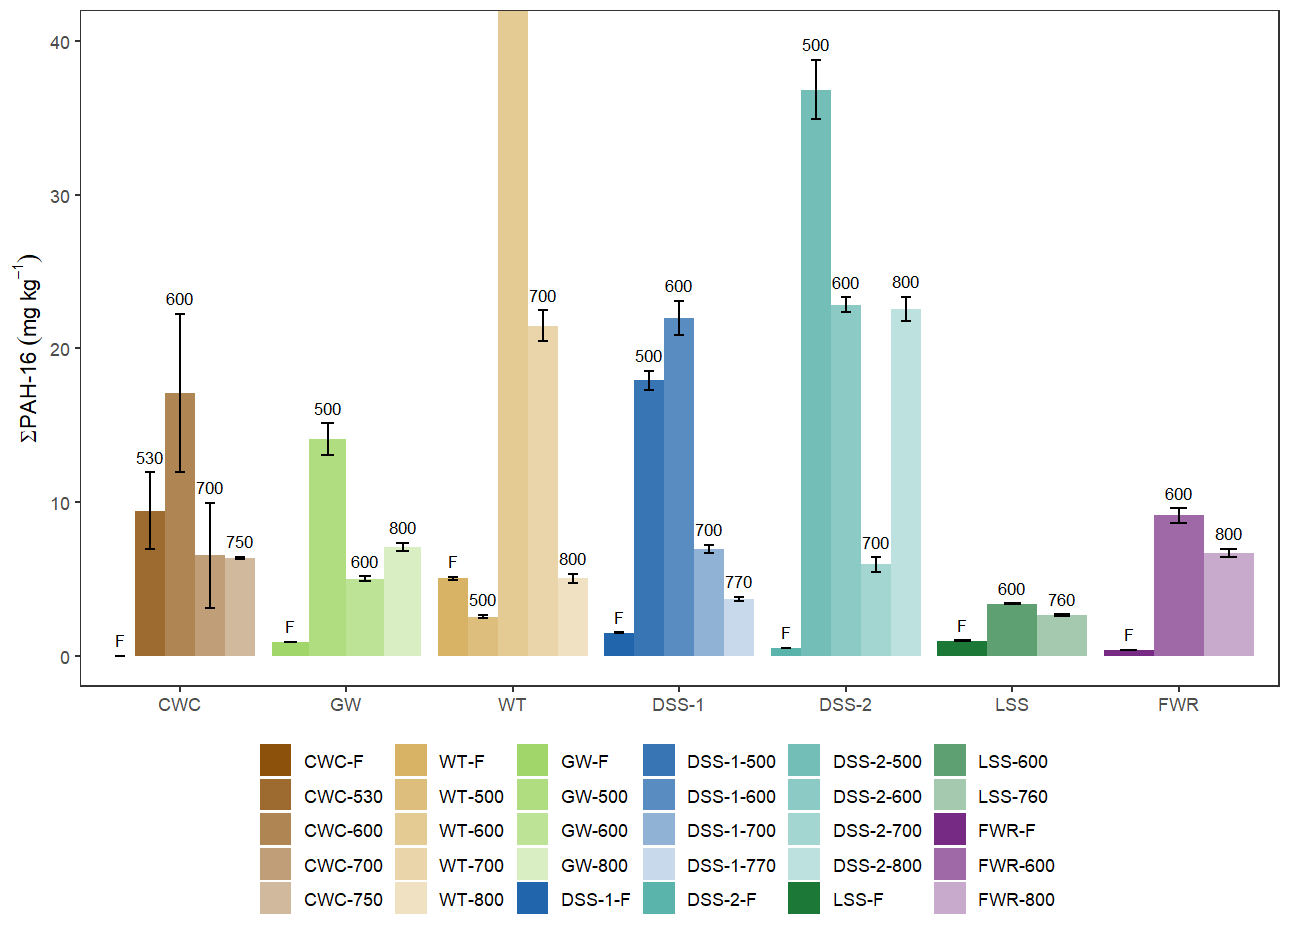 ΣPAH-16 (mg kg⁻¹)
40
30
20
10
0
F
530
600
700
750
F
500
600
800
F
500
700
800
F
500
600
700
770
F
500
600
700
800
F
600
760
F
600
800
CWC
GW
WT
DSS-1
DSS-2
LSS
FWR
CWC-F
WT-F
GW-F
DSS-1-500
DSS-2-500
LSS-600
CWC-530
WT-500
GW-500
DSS-1-600
DSS-2-600
LSS-760
CWC-600
WT-600
GW-600
DSS-1-700
DSS-2-700
FWR-F
CWC-700
WT-700
GW-800
DSS-1-770
DSS-2-800
FWR-600
CWC-750
WT-800
DSS-1-F
DSS-2-F
LSS-F
FWR-800